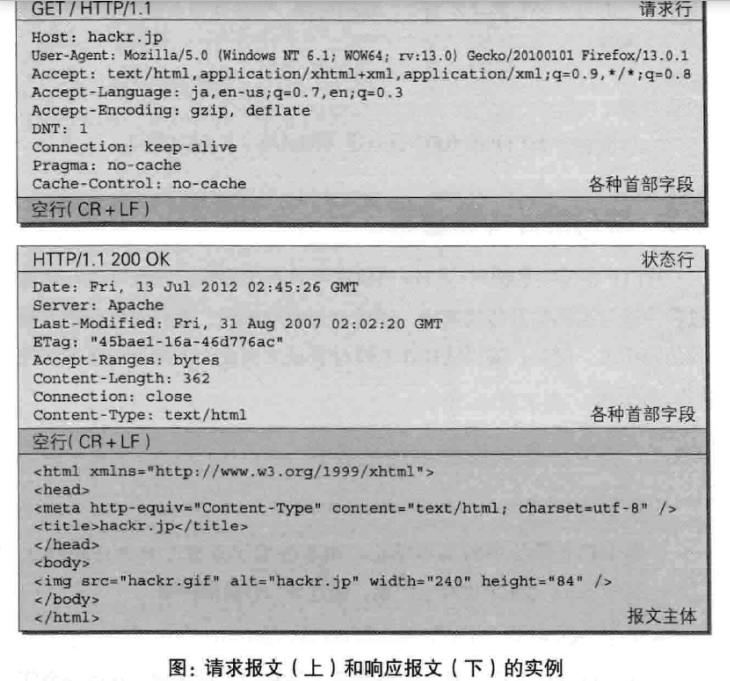 GET / HTTP/1.1 请求行
Host: hackr.jp
User-Agent: Mozilla/5.0 (Windows NT 6.1; WOW64; rv:13.0) Gecko/20100101 Firefox/13.0.1
Accept: text/html,application/xhtml+xml,application/xml;q=0.9,*/*;q=0.8
Accept-Language: ja,en-us;q=0.7,en;q=0.3
Accept-Encoding: gzip, deflate
DNT: 1
Connection: keep-alive
Pragma: no-cache
Cache-Control: no-cache 各种首部字段
空行( CR + LF )
HTTP/1.1 200 OK 状态行
Date: Fri, 13 Jul 2012 02:45:26 GMT
Server: Apache
Last-Modified: Fri, 31 Aug 2007 02:02:20 GMT
ETag: "45bae1-16a-46d776ac"
Accept-Ranges: bytes
Content-Length: 362
Connection: close
Content-Type: text/html 各种首部字段
空行( CR + LF )
<html xmlns="http://www.w3.org/1999/xhtml">
<head>
<meta http-equiv="Content-Type" content="text/html; charset=utf-8" />
<title>hackr.jp</title>
</head>
<body>
<img src="hackr.gif" alt="hackr.jp" width="240" height="84" />
</body>
</html> 报文主体
图: 请求报文 ( 上 ) 和响应报文 ( 下 ) 的实例